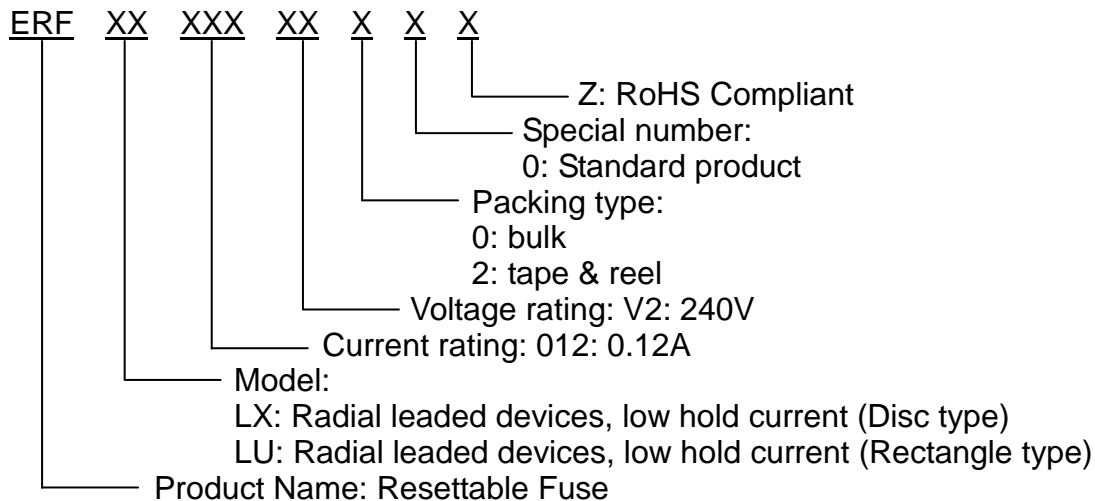 ERF XX XXX XX X X X
Z: RoHS Compliant
Special number:
0: Standard product
Packing type:
0: bulk
2: tape & reel
Voltage rating: V2: 240V
Current rating: 012: 0.12A
Model:
LX: Radial leaded devices, low hold current (Disc type)
LU: Radial leaded devices, low hold current (Rectangle type)
Product Name: Resettable Fuse